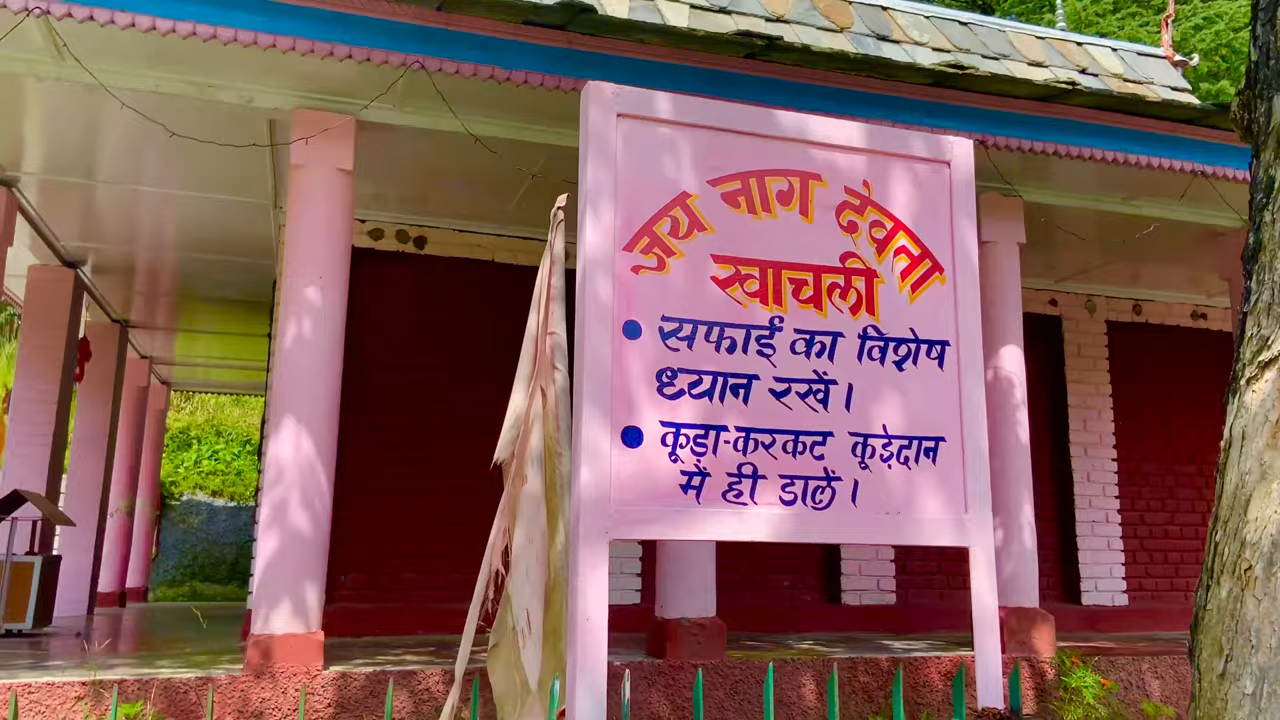 जय नाग देवता
खाचली
• सफाई का विशेष
ध्यान रखें।
• कूड़ा-करकट कूड़ेदान
में ही डालें।